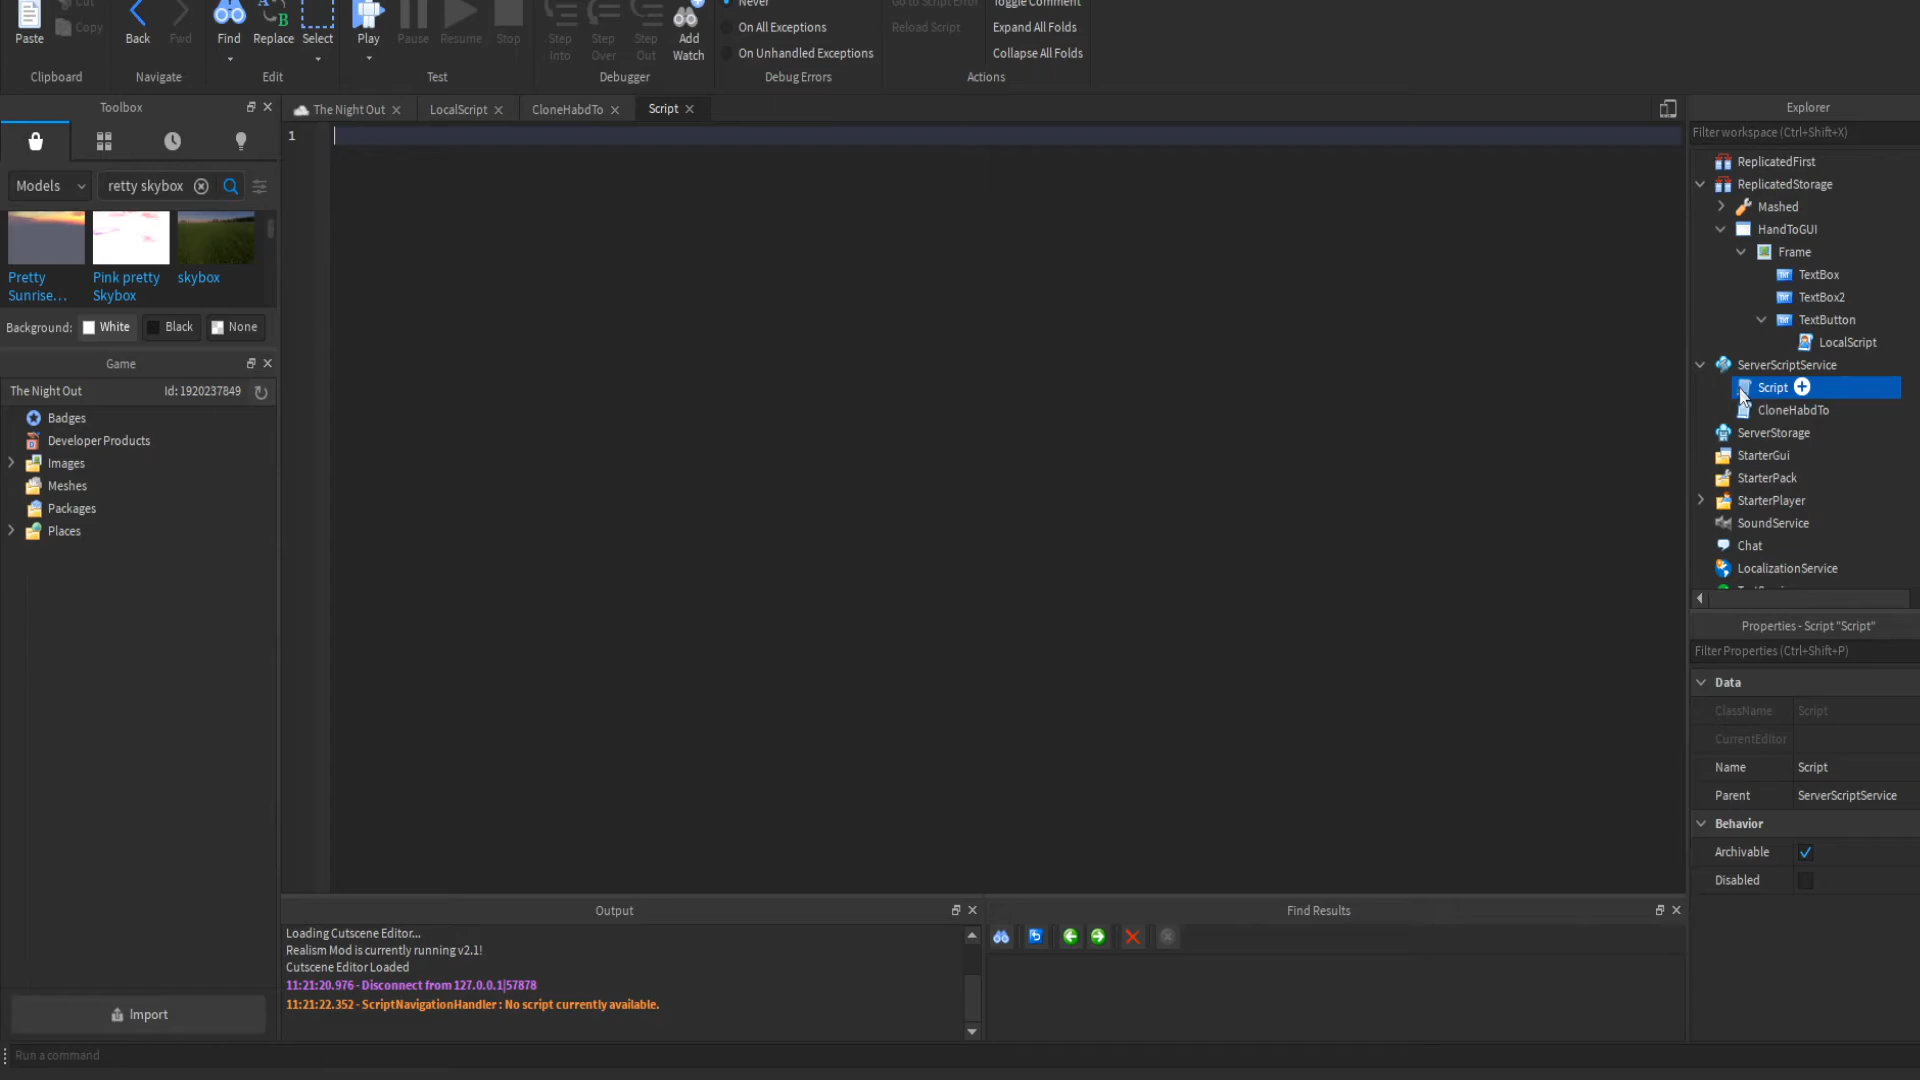 Cut
Never
Go to Script Error
Toggle Comment
Paste
Copy
Back
Fwd
Find
Replace
Select
Play
Pause
Resume
Stop
Step Into
Step Over
Step Out
Add Watch
On All Exceptions
On Unhandled Exceptions
Reload Script
Expand All Folds
Collapse All Folds
Clipboard
Navigate
Edit
Test
Debugger
Debug Errors
Actions
Toolbox
Models
retty skybox
Pretty Sunrise...
Pink pretty Skybox
skybox
Background:
White
Black
None
Game
The Night Out
Id: 1920237849
Badges
Developer Products
Images
Meshes
Packages
Places
Import
The Night Out
LocalScript
CloneHabdTo
Script
1
Output
Loading Cutscene Editor...
Realism Mod is currently running v2.1!
Cutscene Editor Loaded
11:21:20.976 - Disconnect from 127.0.0.1|57878
11:21:22.352 - ScriptNavigationHandler : No script currently available.
Find Results
Explorer
Filter workspace (Ctrl+Shift+X)
ReplicatedFirst
ReplicatedStorage
Mashed
HandToGUI
Frame
TextBox
TextBox2
TextButton
LocalScript
ServerScriptService
Script
CloneHabdTo
ServerStorage
StarterGui
StarterPack
StarterPlayer
SoundService
Chat
LocalizationService
Properties - Script "Script"
Filter Properties (Ctrl+Shift+P)
Data
ClassName
Script
CurrentEditor
Name
Script
Parent
ServerScriptService
Behavior
Archivable
Disabled
Run a command